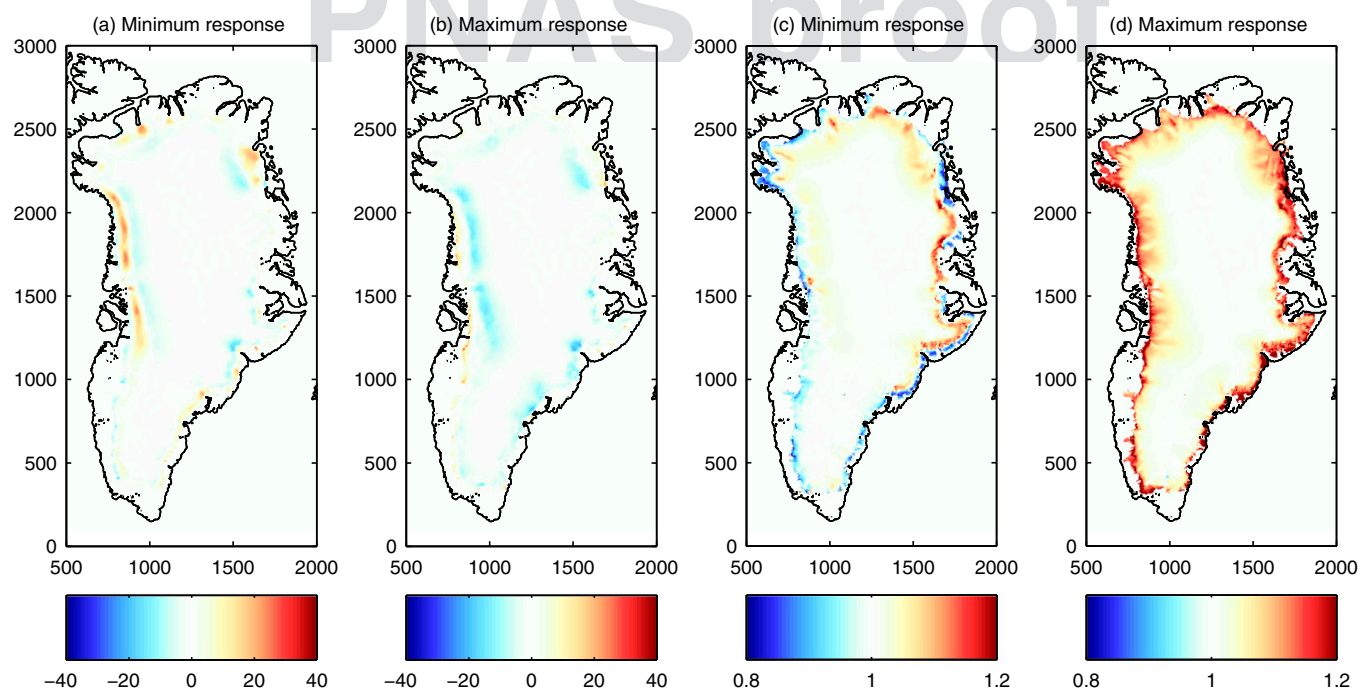 PNAS proof
(a) Minimum response (b) Maximum response (c) Minimum response (d) Maximum response
3000 3000 3000 3000
2500 2500 2500 2500
2000 2000 2000 2000
1500 1500 1500 1500
1000 1000 1000 1000
500 500 500 500
0 0 0 0
500 1000 1500 2000 500 1000 1500 2000 500 1000 1500 2000 500 1000 1500 2000
−40 −20 0 20 40 −40 −20 0 20 40 0.8 1 1.2 0.8 1 1.2